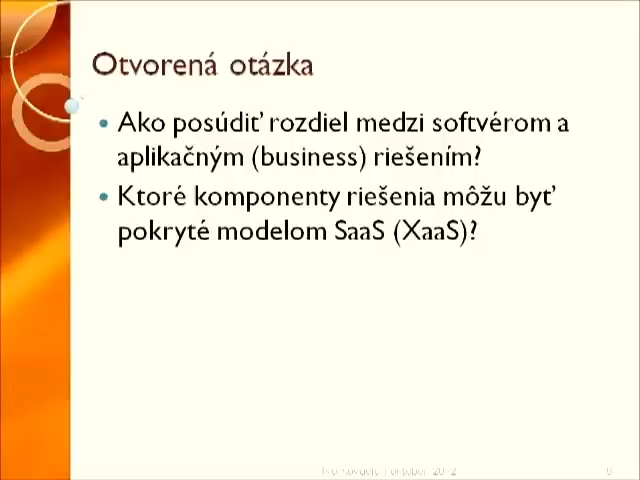 Otvorená otázka
• Ako posúdiť rozdiel medzi softvérom a
aplikačným (business) riešením?
• Ktoré komponenty riešenia môžu byť
pokryté modelom SaaS (XaaS)?
2012